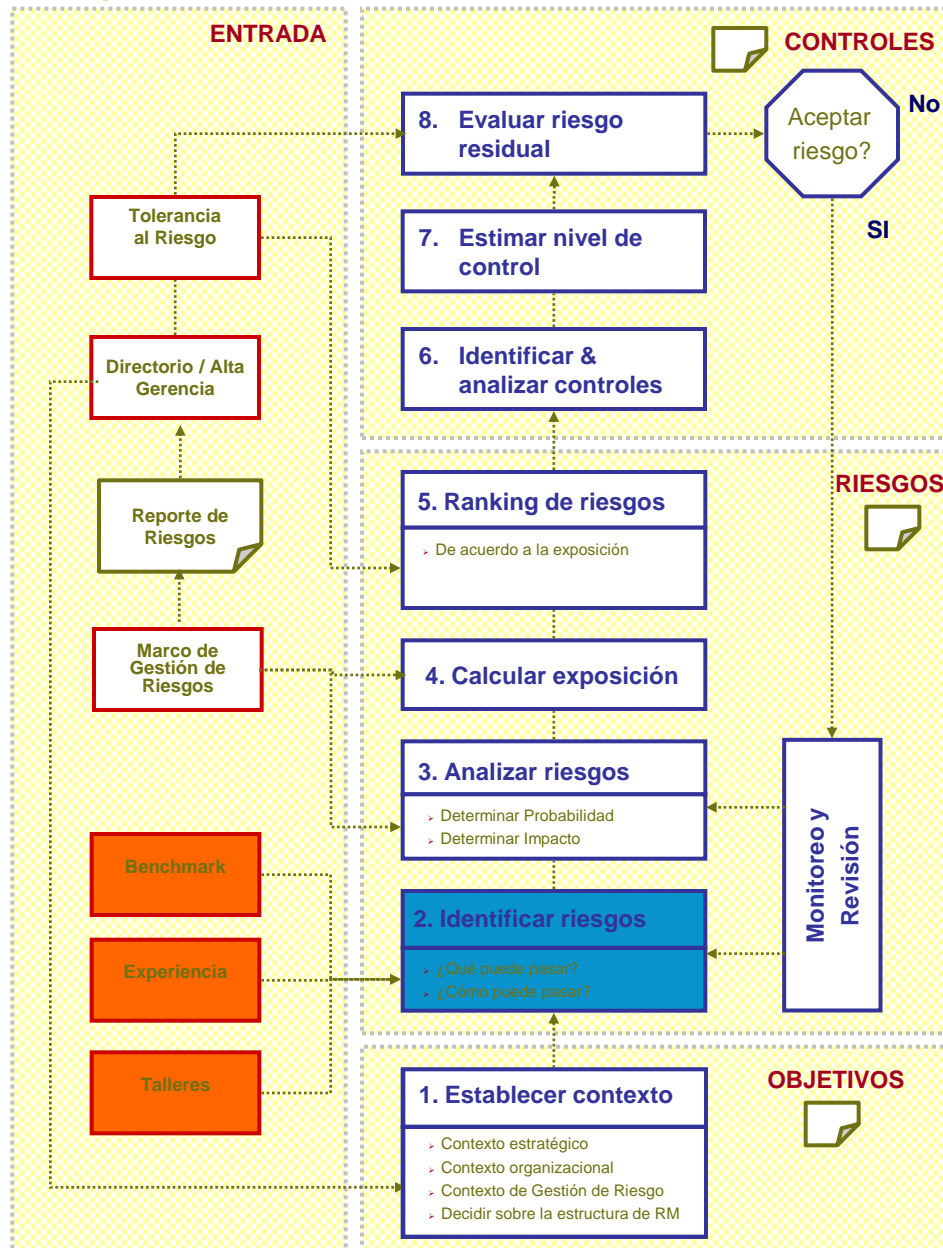 ENTRADA
Tolerancia
al Riesgo
Directorio / Alta
Gerencia
Reporte de
Riesgos
Marco de
Gestión de
Riesgos
Benchmark
Experiencia
Talleres
CONTROLES
8. Evaluar riesgo
residual
Aceptar
riesgo?
No
SI
7. Estimar nivel de
control
6. Identificar &
analizar controles
RIESGOS
5. Ranking de riesgos
De acuerdo a la exposición
4. Calcular exposición
3. Analizar riesgos
Determinar Probabilidad
Determinar Impacto
2. Identificar riesgos
¿Qué puede pasar?
¿Cómo puede pasar?
Monitoreo y
Revisión
OBJETIVOS
1. Establecer contexto
Contexto estratégico
Contexto organizacional
Contexto de Gestión de Riesgo
Decidir sobre la estructura de RM